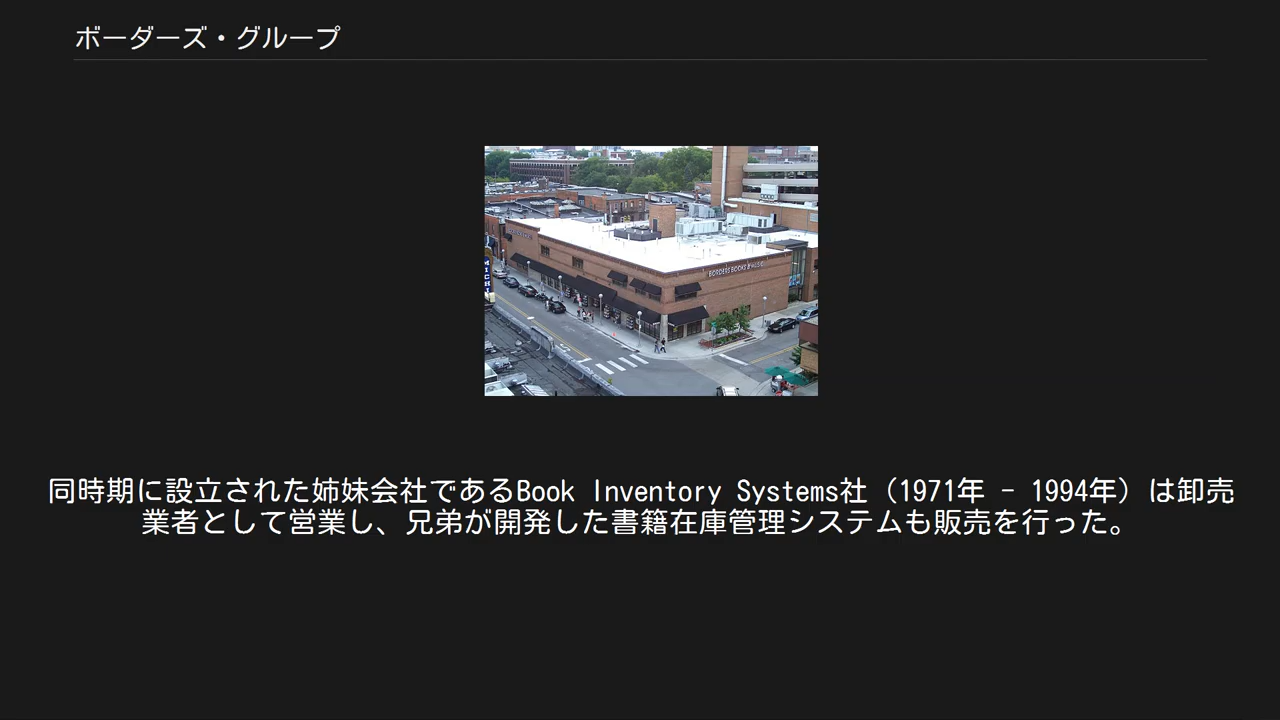 ボーダーズ・グループ
MICHI
BORDERS BOOKS & MUSIC
同時期に設立された姉妹会社であるBook Inventory Systems社（1971年 - 1994年）は卸売
業者として営業し、兄弟が開発した書籍在庫管理システムも販売を行った。